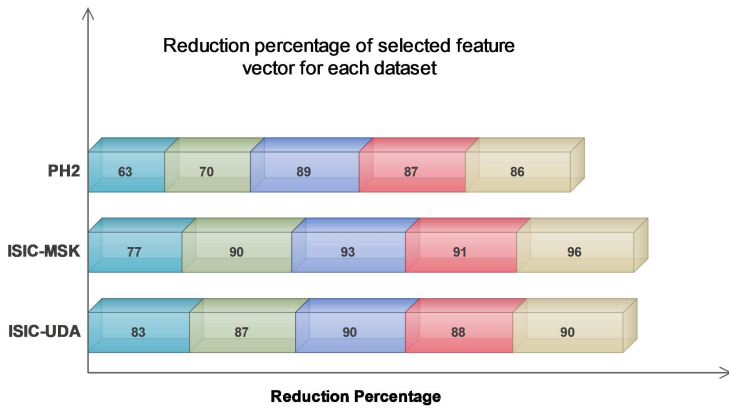 Reduction percentage of selected feature
vector for each dataset
PH2 63 70 89 87 86
ISIC-MSK 77 90 93 91 96
ISIC-UDA 83 87 90 88 90
Reduction Percentage